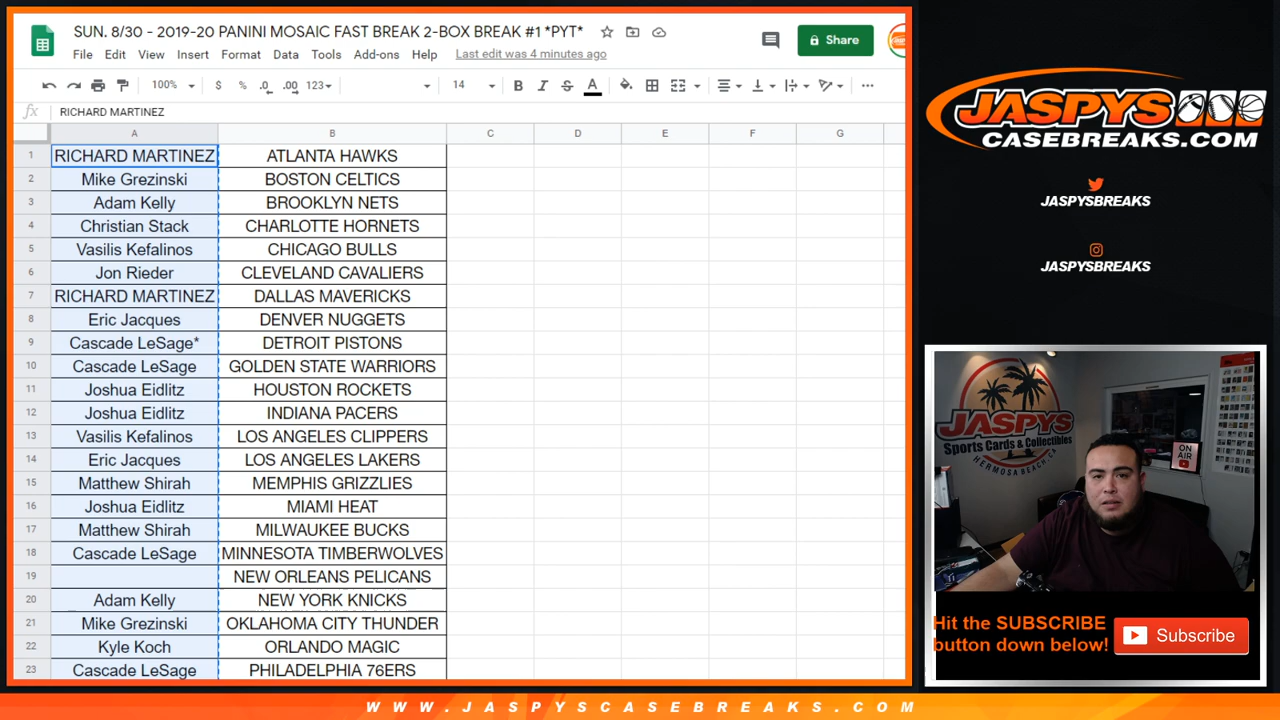 SUN. 8/30 - 2019-20 PANINI MOSAIC FAST BREAK 2-BOX BREAK #1 *PYT*
File Edit View Insert Format Data Tools Add-ons Help Last edit was 4 minutes ago
Share
100% $ % .0 .00 123 14 B I S A
fx RICHARD MARTINEZ
A B C D E F G
1 RICHARD MARTINEZ ATLANTA HAWKS
2 Mike Grezinski BOSTON CELTICS
3 Adam Kelly BROOKLYN NETS
4 Christian Stack CHARLOTTE HORNETS
5 Vasilis Kefalinos CHICAGO BULLS
6 Jon Rieder CLEVELAND CAVALIERS
7 RICHARD MARTINEZ DALLAS MAVERICKS
8 Eric Jacques DENVER NUGGETS
9 Cascade LeSage* DETROIT PISTONS
10 Cascade LeSage GOLDEN STATE WARRIORS
11 Joshua Eidlitz HOUSTON ROCKETS
12 Joshua Eidlitz INDIANA PACERS
13 Vasilis Kefalinos LOS ANGELES CLIPPERS
14 Eric Jacques LOS ANGELES LAKERS
15 Matthew Shirah MEMPHIS GRIZZLIES
16 Joshua Eidlitz MIAMI HEAT
17 Matthew Shirah MILWAUKEE BUCKS
18 Cascade LeSage MINNESOTA TIMBERWOLVES
19 NEW ORLEANS PELICANS
20 Adam Kelly NEW YORK KNICKS
21 Mike Grezinski OKLAHOMA CITY THUNDER
22 Kyle Koch ORLANDO MAGIC
23 Cascade LeSage PHILADELPHIA 76ERS
JASPYS
CASEBREAKS.COM
JASPYSBREAKS
JASPYSBREAKS
JASPYS
Sports Cards & Collectibles
HERMOSA BEACH, CA
ON
AIR
Hit the SUBSCRIBE
button down below!
Subscribe
WWW.JASPYSCASEBREAKS.COM